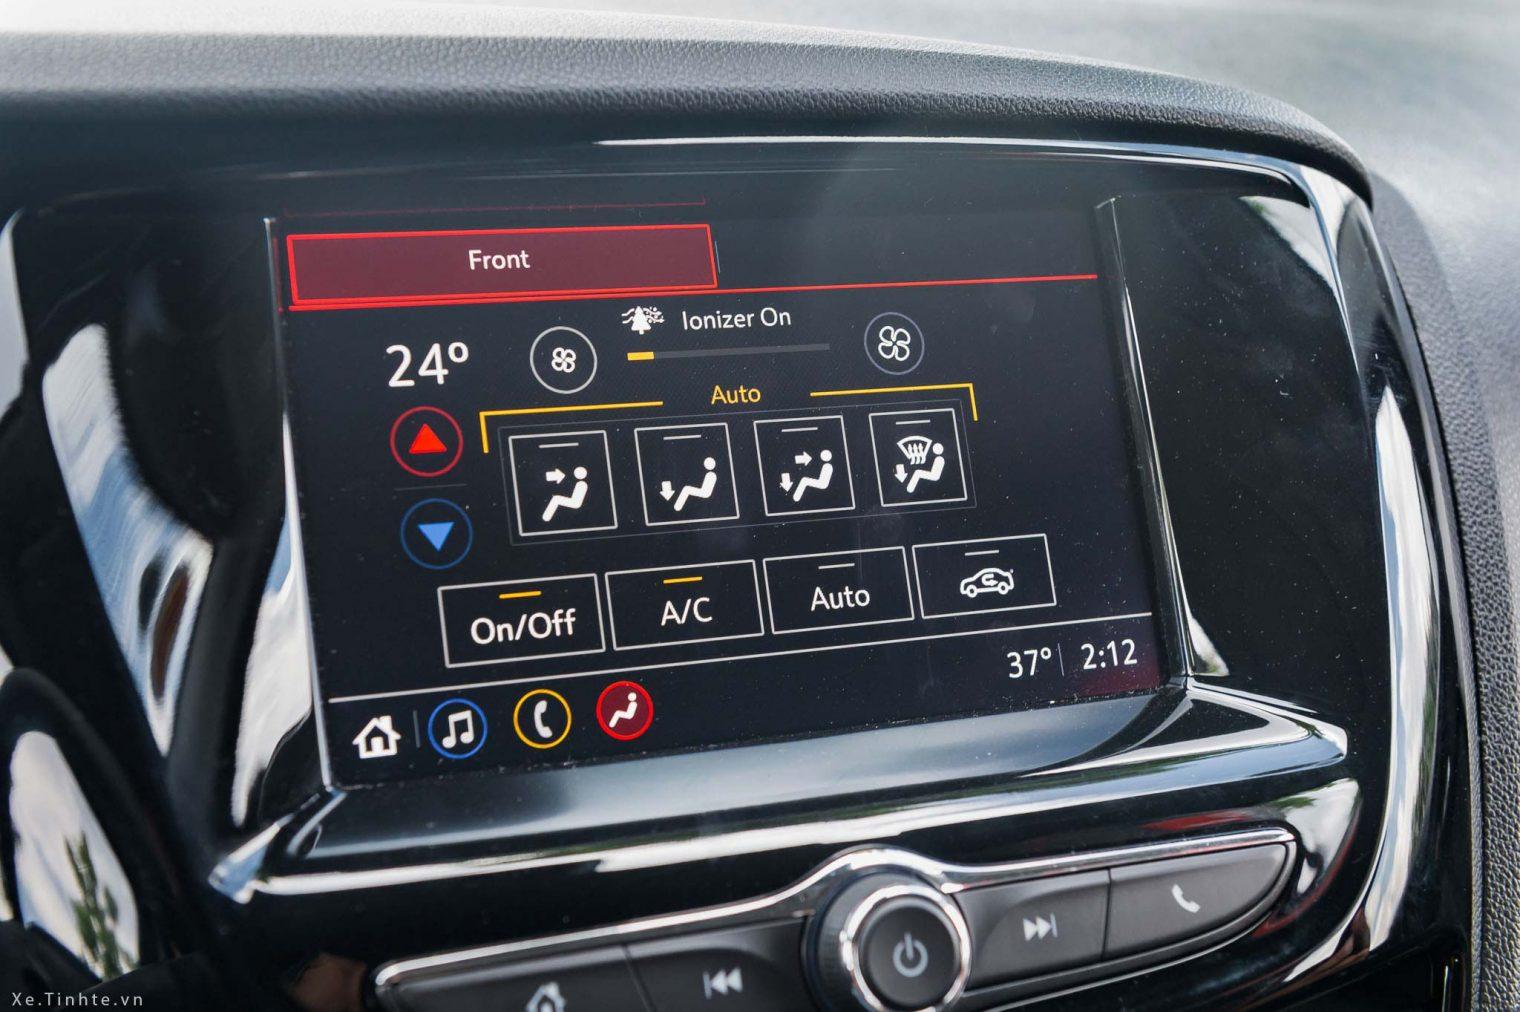 Front
Ionizer On
24°
Auto
On/Off
A/C
Auto
37°
2:12
Xe.Tinhte.vn